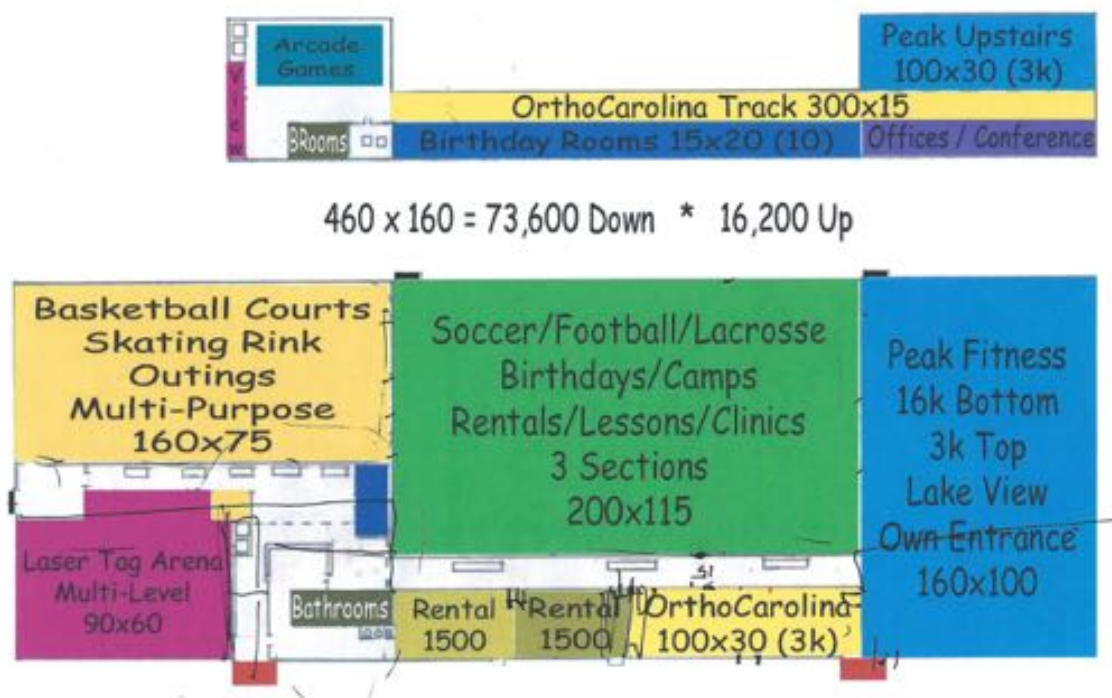 Arcade
Games
View
BRooms
Peak Upstairs
100x30 (3k)
OrthoCarolina Track 300x15
Birthday Rooms 15x20 (10)
Offices / Conference
460 x 160 = 73,600 Down * 16,200 Up
Basketball Courts
Skating Rink
Outings
Multi-Purpose
160x75
Soccer/Football/Lacrosse
Birthdays/Camps
Rentals/Lessons/Clinics
3 Sections
200x115
Peak Fitness
16k Bottom
3k Top
Lake View
Own Entrance
160x100
Laser Tag Arena
Multi-Level
90x60
Bathrooms
Rental
1500
Rental
1500
OrthoCarolina
100x30 (3k)